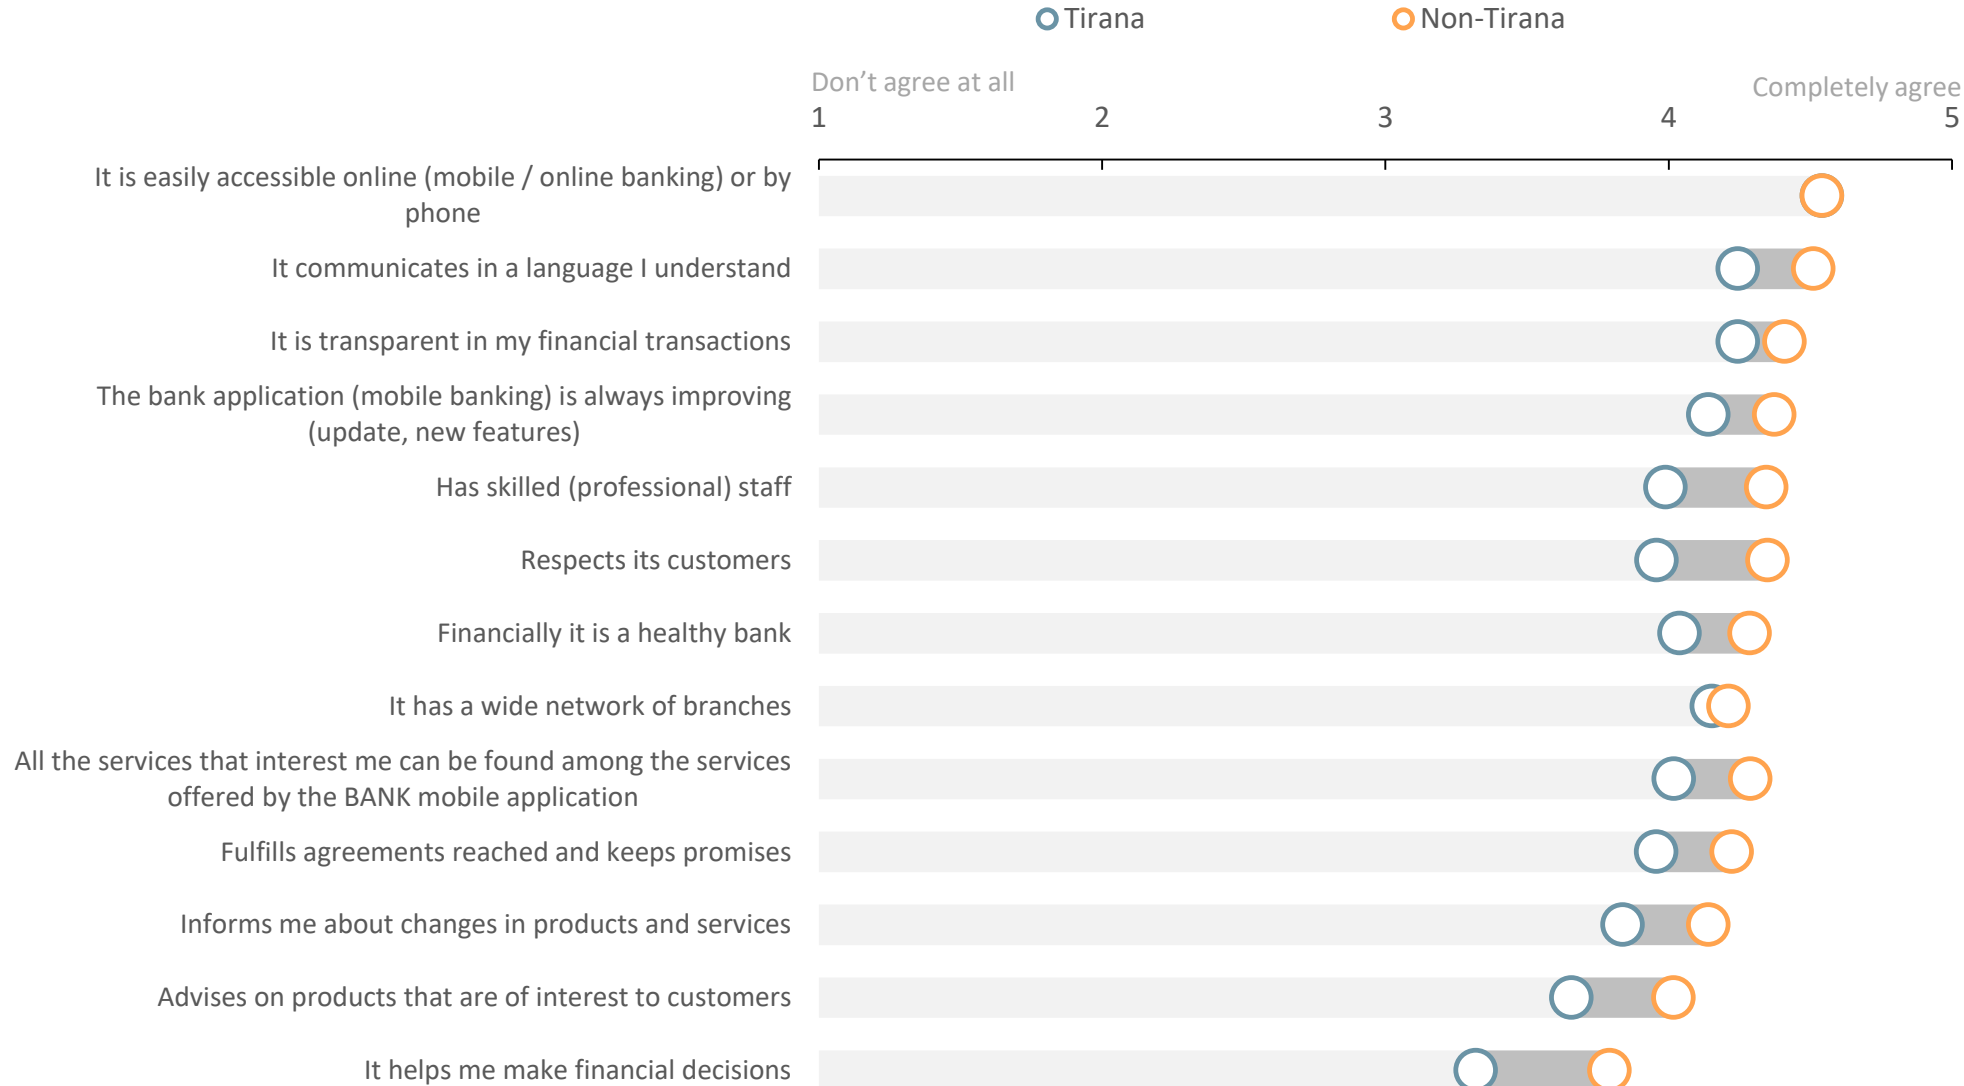 Tirana
Non-Tirana
Don’t agree at all
Completely agree
1 2 3 4 5
It is easily accessible online (mobile / online banking) or by
phone
It communicates in a language I understand
It is transparent in my financial transactions
The bank application (mobile banking) is always improving
(update, new features)
Has skilled (professional) staff
Respects its customers
Financially it is a healthy bank
It has a wide network of branches
All the services that interest me can be found among the services
offered by the BANK mobile application
Fulfills agreements reached and keeps promises
Informs me about changes in products and services
Advises on products that are of interest to customers
It helps me make financial decisions